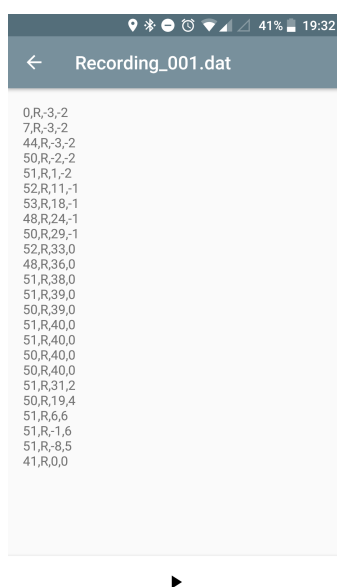 41% 19:32
Recording_001.dat
0,R,-3,-2
7,R,-3,-2
44,R,-3,-2
50,R,-2,-2
51,R,1,-2
52,R,11,-1
53,R,18,-1
48,R,24,-1
50,R,29,-1
52,R,33,0
48,R,36,0
51,R,38,0
51,R,39,0
50,R,39,0
51,R,40,0
51,R,40,0
50,R,40,0
50,R,40,0
51,R,31,2
50,R,19,4
51,R,6,6
51,R,-1,6
51,R,-8,5
41,R,0,0